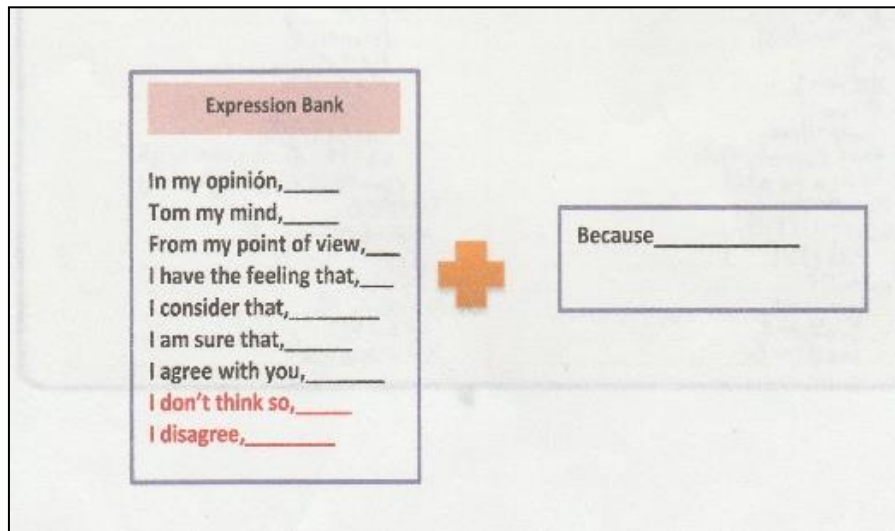 Expression Bank
In my opinión,_____
Tom my mind,_____
From my point of view,___
I have the feeling that,___
I consider that,________
I am sure that,______
I agree with you,_______
I don't think so,_____
I disagree,________
Because_____________